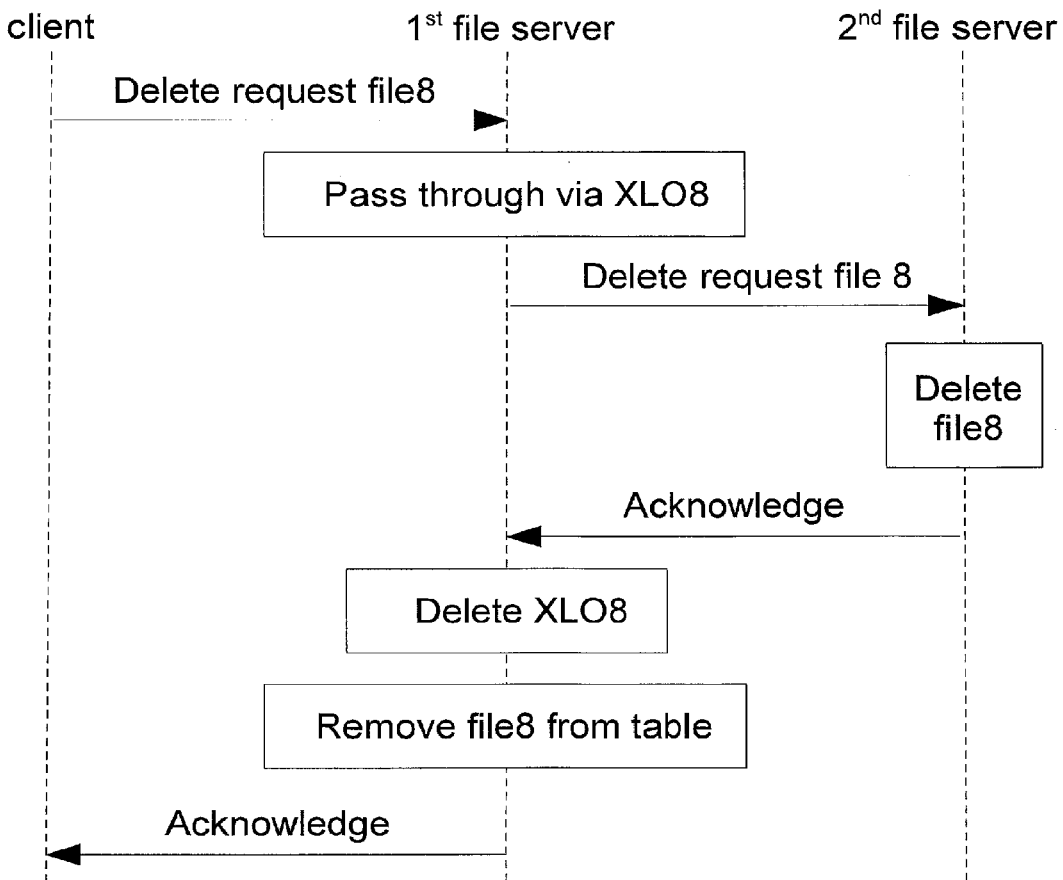 client
1st file server
2nd file server
Delete request file8
Pass through via XLO8
Delete request file 8
Delete
file8
Acknowledge
Delete XLO8
Remove file8 from table
Acknowledge